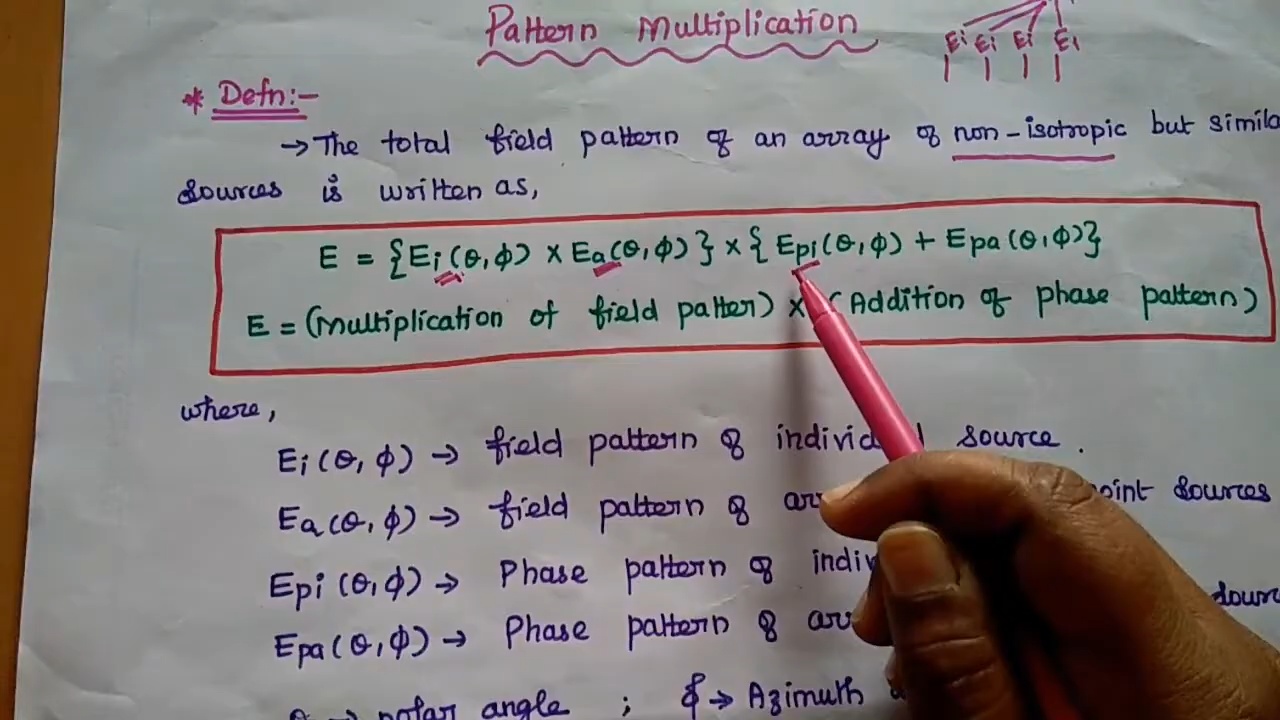 Pattern Multiplication
Ei Ei Ei Ei
* Defn:-
→ The total field pattern of an array of non-isotropic but simila
sources is written as,
E = {Ei(θ,φ) × Ea(θ,φ)} × {Epi(θ,φ) + Epa(θ,φ)}
E = (Multiplication of field patter) × (Addition of phase pattern)
where,
Ei(θ,φ) → field pattern of individ l source.
Ea(θ,φ) → field pattern of arr point sources
Epi(θ,φ) → Phase pattern of indiv
Epa(θ,φ) → Phase pattern of arr sourc
θ → polar angle ; φ → Azimuth